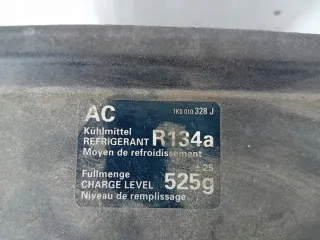 AC 1K0 010 328 J
Kühlmittel
REFRIGERANT R134a
Moyen de refroidissement
± 25
Füllmenge
CHARGE LEVEL 525g
Niveau de remplissage